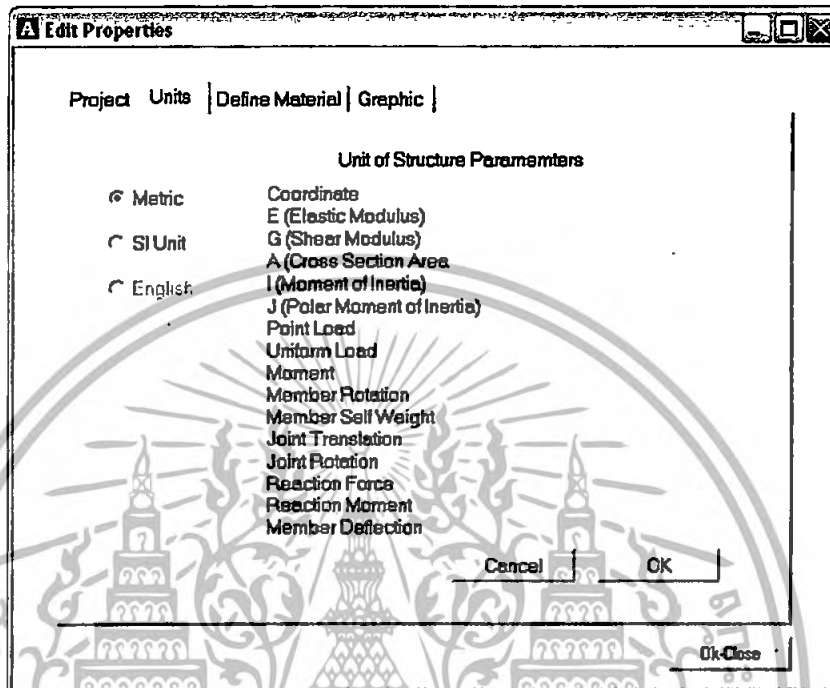 A Edit Properties
Project Units Define Material Graphic
Unit of Structure Paramemters
Metric
SI Unit
English
Coordinate
E (Elastic Modulus)
G (Shear Modulus)
A (Cross Section Area
I (Moment of Inertia)
J (Polar Moment of Inertia)
Point Load
Uniform Load
Moment
Member Rotation
Member Self Weight
Joint Translation
Joint Rotation
Reaction Force
Reaction Moment
Member Deflection
Cancel OK
Ok-Close